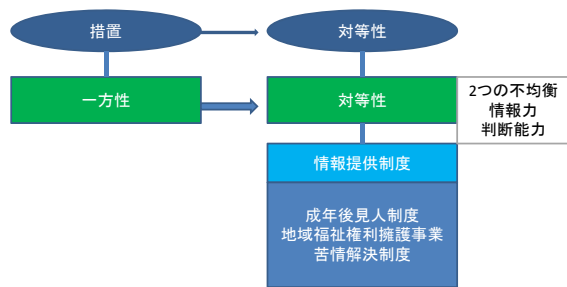 措置
対等性
一方性
対等性
2つの不均衡
情報力
判断能力
情報提供制度
成年後見人制度
地域福祉権利擁護事業
苦情解決制度